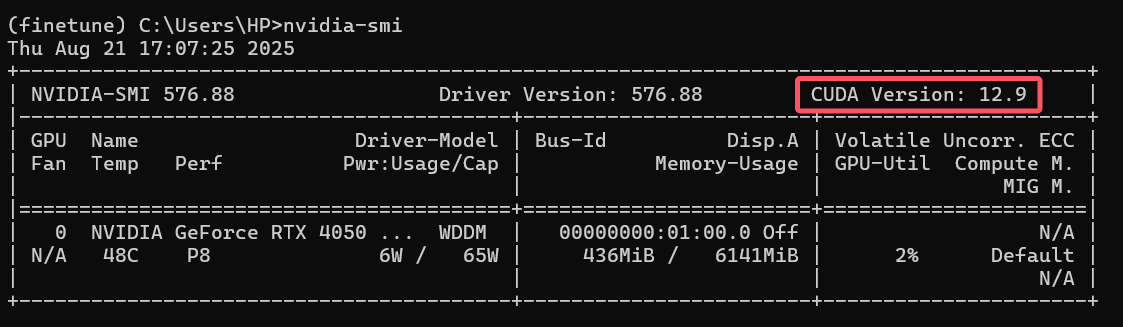 (finetune) C:\Users\HP>nvidia-smi
Thu Aug 21 17:07:25 2025
+-----------------------------------------------------------------------------------------+
| NVIDIA-SMI 576.88                 Driver Version: 576.88         CUDA Version: 12.9     |
|-----------------------------------------+------------------------+----------------------+
| GPU  Name                  Driver-Model | Bus-Id          Disp.A | Volatile Uncorr. ECC |
| Fan  Temp   Perf          Pwr:Usage/Cap |           Memory-Usage | GPU-Util  Compute M. |
|                                         |                        |               MIG M. |
|=========================================+========================+======================|
|   0  NVIDIA GeForce RTX 4050 ...  WDDM  |   00000000:01:00.0 Off |                  N/A |
| N/A   48C    P8              6W /   65W |     436MiB /   6141MiB |      2%      Default |
|                                         |                        |                  N/A |
+-----------------------------------------+------------------------+----------------------+